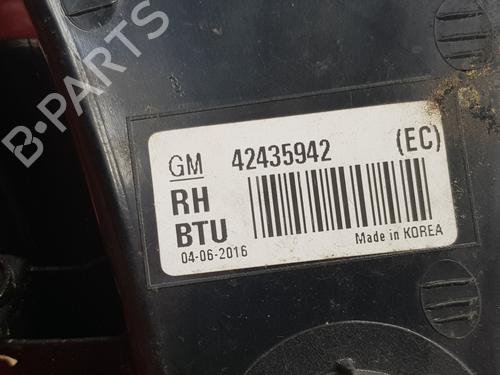 B-PARTS
GM 42435942 (EC)
RH
BTU
04-06-2016 Made in KOREA